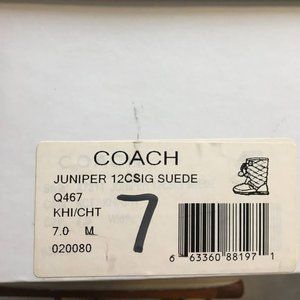 COACH
JUNIPER 12CSIG SUEDE
Q467
KHI/CHT
7.0 M
020080
7
6 63360 88197 1